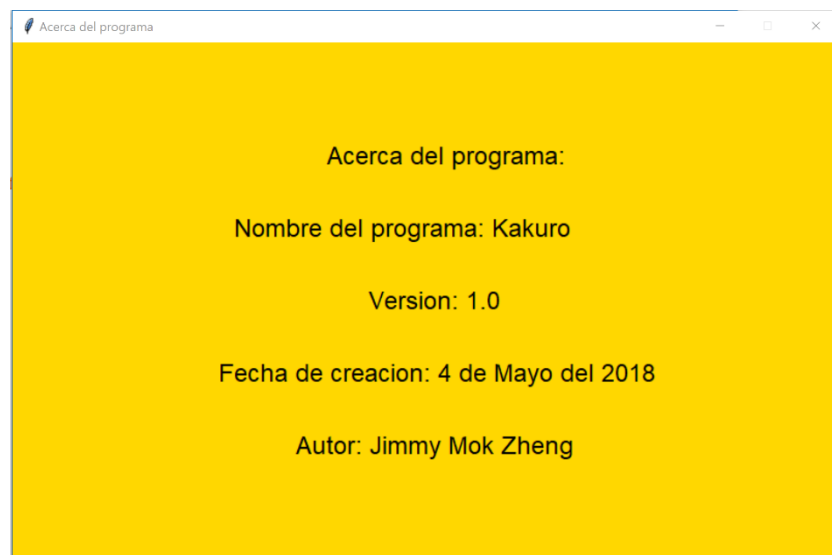 Acerca del programa
Acerca del programa:
Nombre del programa: Kakuro
Version: 1.0
Fecha de creacion: 4 de Mayo del 2018
Autor: Jimmy Mok Zheng